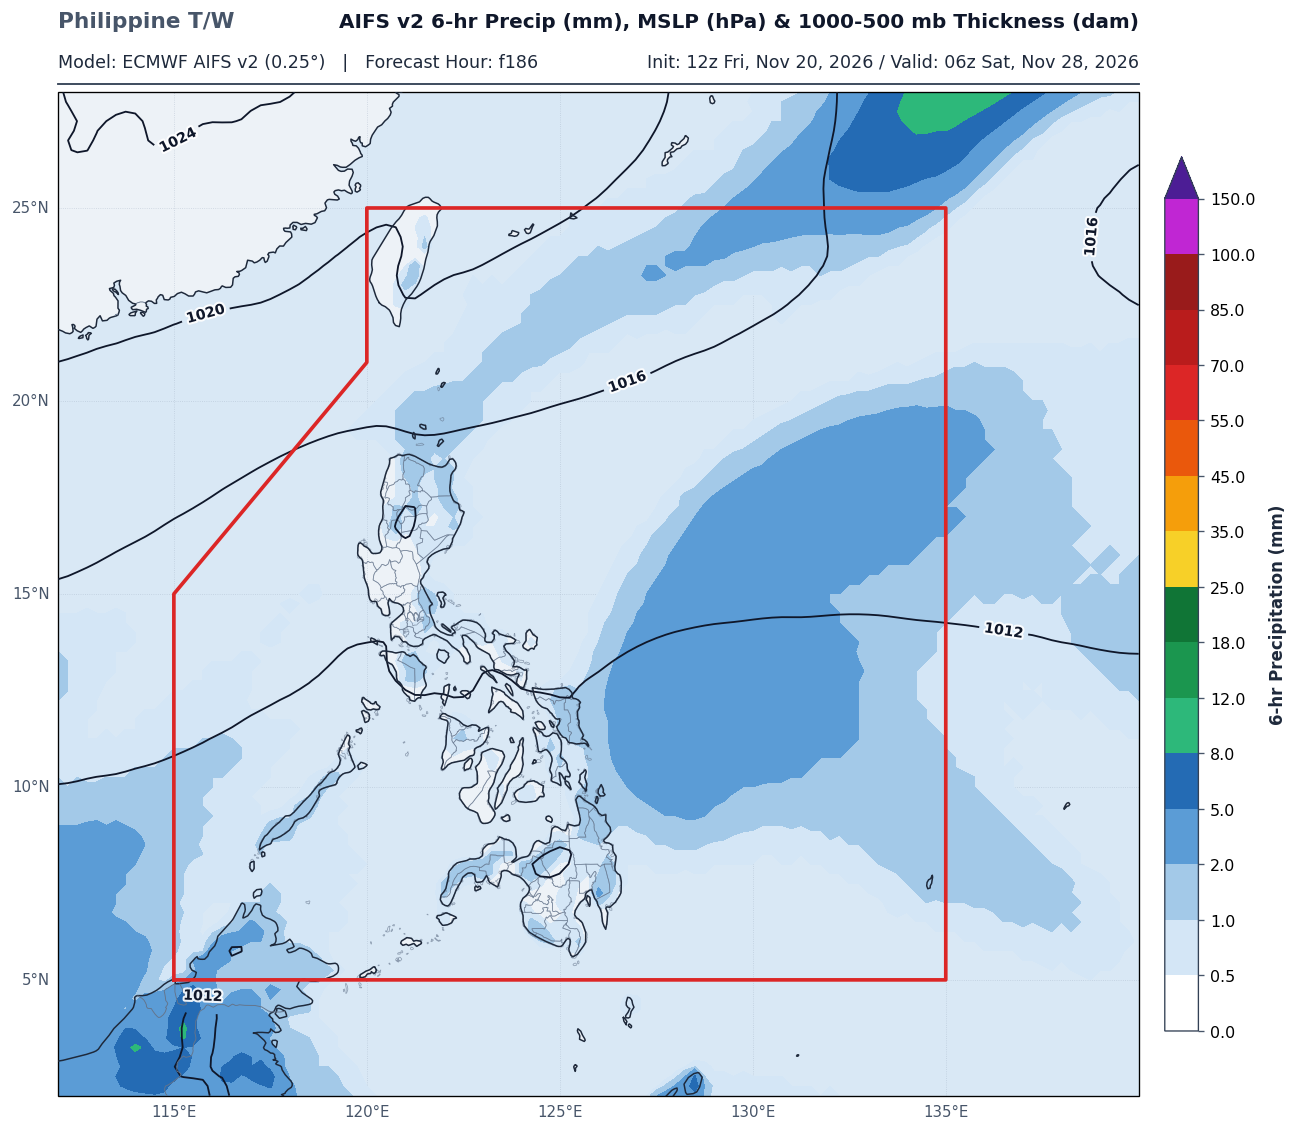 Philippine T/W
AIFS v2 6-hr Precip (mm), MSLP (hPa) & 1000-500 mb Thickness (dam)
Model: ECMWF AIFS v2 (0.25°) | Forecast Hour: f186
Init: 12z Fri, Nov 20, 2026 / Valid: 06z Sat, Nov 28, 2026
1024
1020
1016
1016
1012
1012
25°N
20°N
15°N
10°N
5°N
115°E
120°E
125°E
130°E
135°E
150.0
100.0
85.0
70.0
55.0
45.0
35.0
25.0
18.0
12.0
8.0
5.0
2.0
1.0
0.5
0.0
6-hr Precipitation (mm)